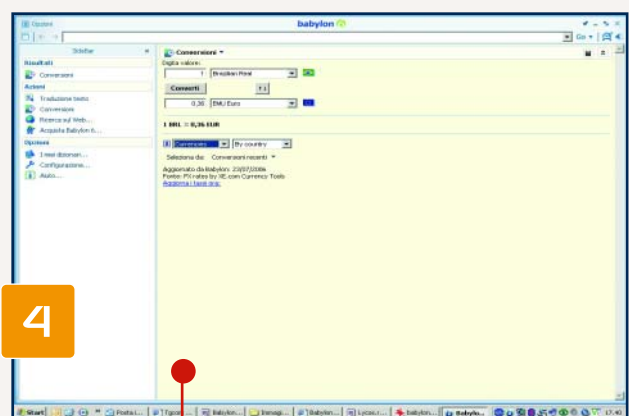 Opzioni
babylon
Go
SideBar
Risultati
Conversioni
Azioni
Traduzione testo
Conversioni
Ricerca sul Web...
Acquista Babylon 6...
Opzioni
I miei dizionari...
Configurazione...
Aiuto...
Conversioni
Digita valore:
1 Brazilian Real
Converti
0,36 EMU Euro
1 BRL = 0,36 EUR
Currencies By country
Seleziona da: Conversioni recenti
Aggiornato da Babylon: 23/07/2006
Fonte: FX rates by XE.com Currency Tools
Aggiorna i tassi ora:
4
Start Posta i... Babylon... Immagi... Babylon... Lycos.i... babylon... Babylo... 17.40